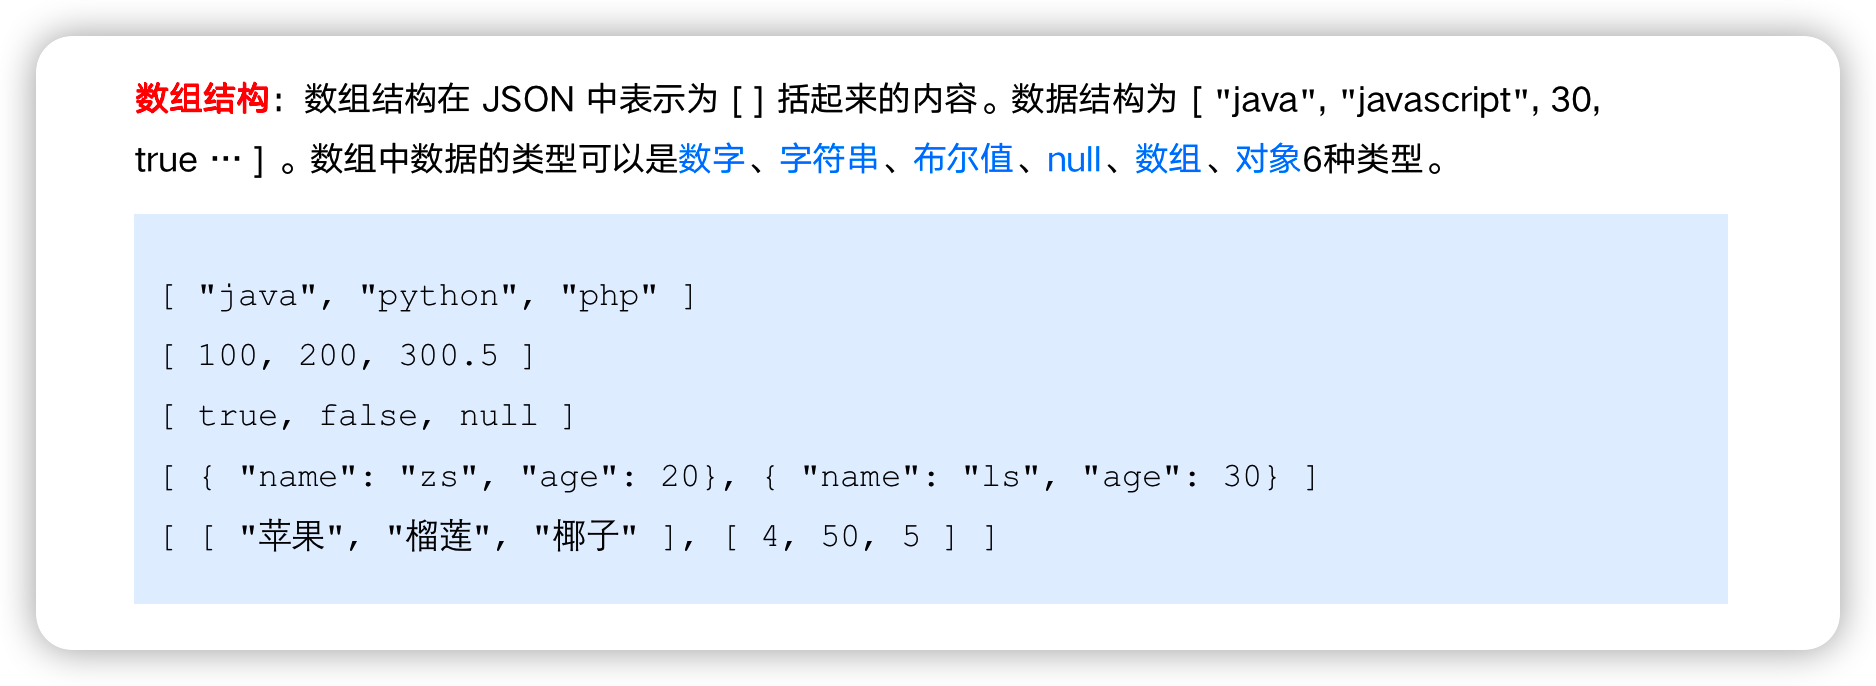 数组结构：数组结构在 JSON 中表示为 [ ] 括起来的内容。数据结构为 [ "java", "javascript", 30,
true … ] 。数组中数据的类型可以是数字、字符串、布尔值、null、数组、对象6种类型。
[ "java", "python", "php" ]
[ 100, 200, 300.5 ]
[ true, false, null ]
[ { "name": "zs", "age": 20}, { "name": "ls", "age": 30} ]
[ [ "苹果", "榴莲", "椰子" ], [ 4, 50, 5 ] ]